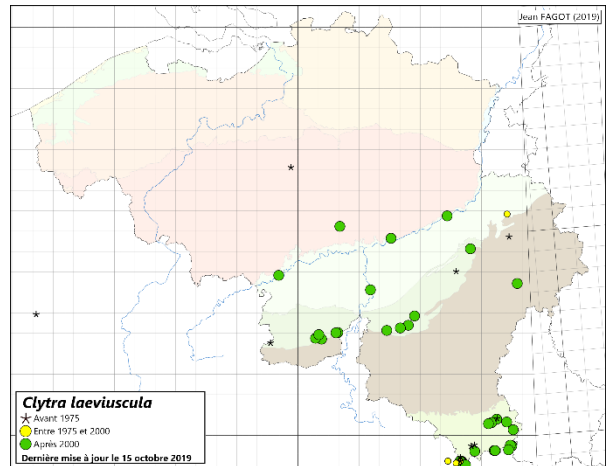 Jean FAGOT (2019)
Clytra laeviuscula
Avant 1975
Entre 1975 et 2000
Après 2000
Dernière mise à jour le 15 octobre 2019